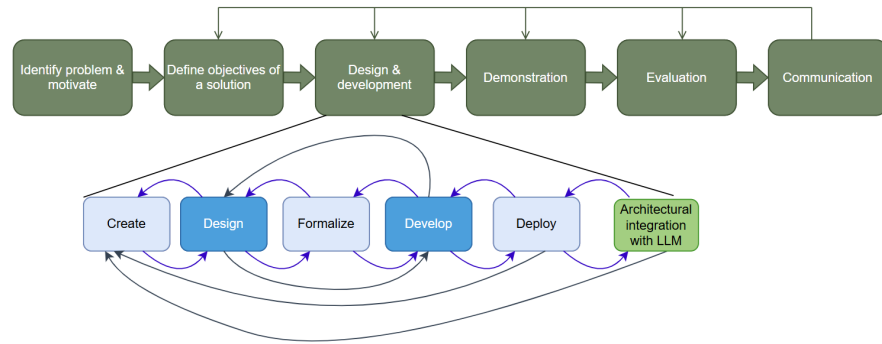 Identify problem &
motivate
Define objectives of
a solution
Design &
development
Demonstration
Evaluation
Communication
Create
Design
Formalize
Develop
Deploy
Architectural
integration
with LLM